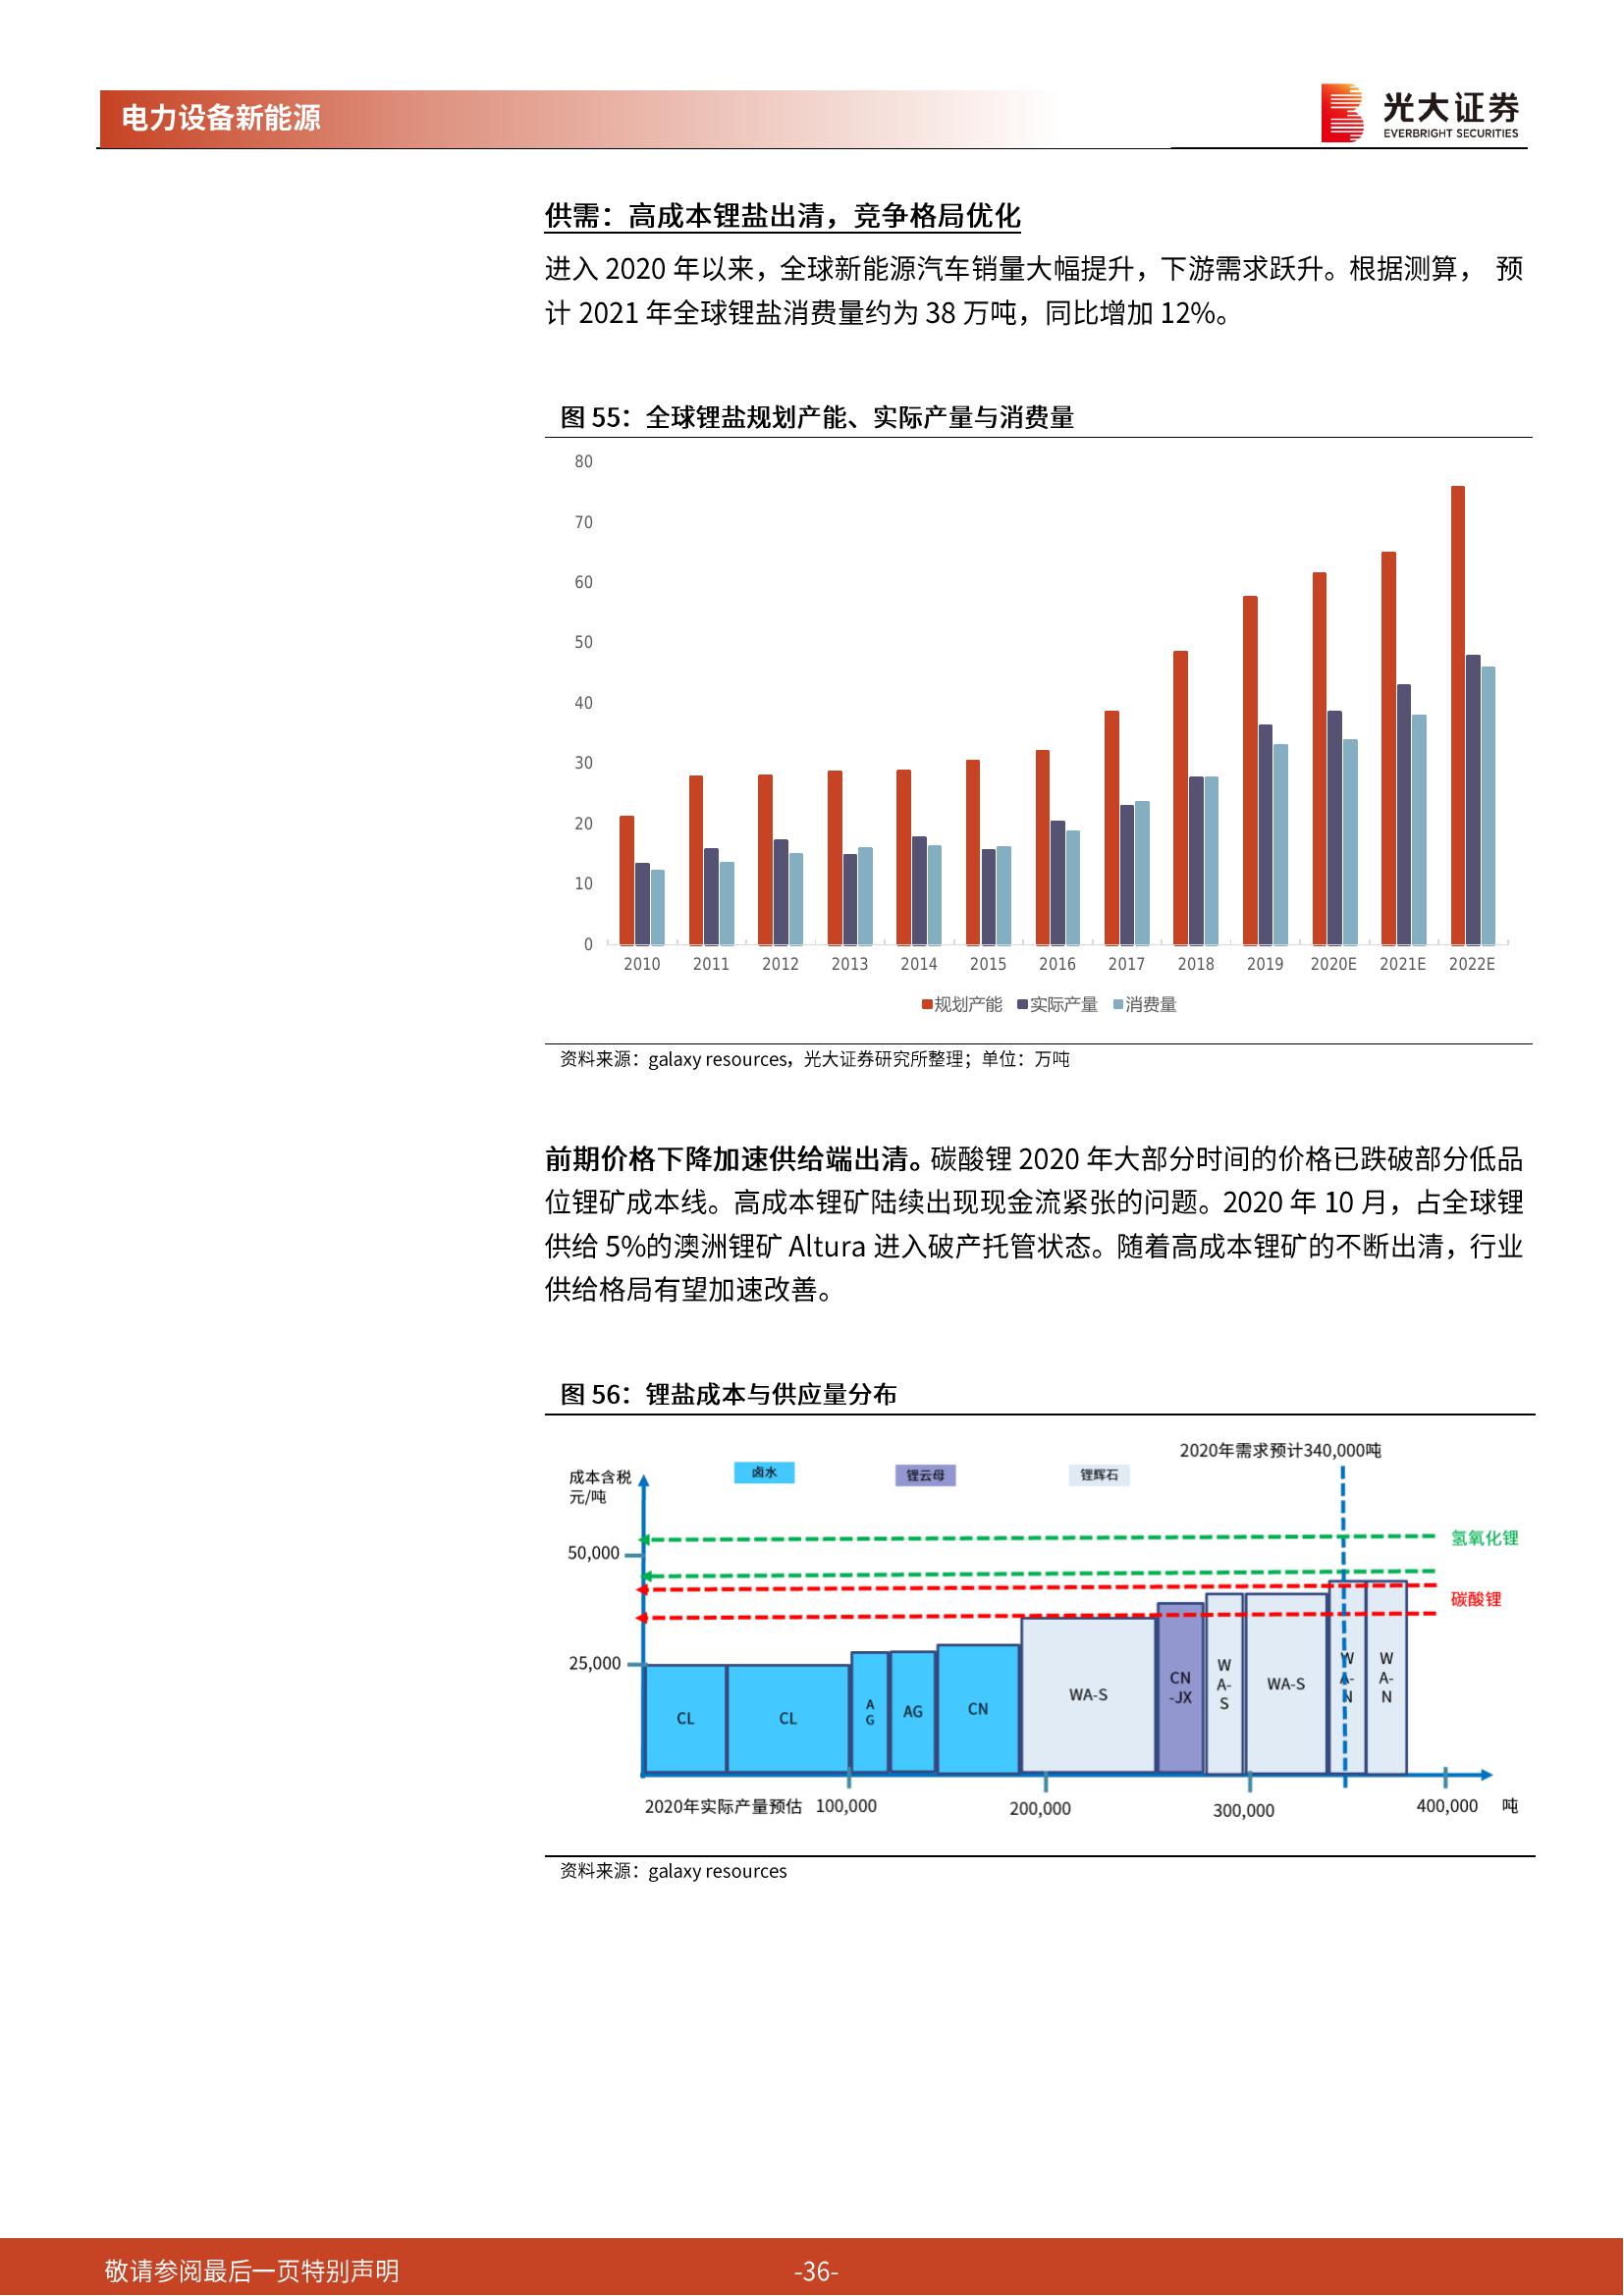 电力设备新能源
光大证券
EVERBRIGHT SECURITIES
供需：高成本锂盐出清，竞争格局优化
进入 2020 年以来，全球新能源汽车销量大幅提升，下游需求跃升。根据测算， 预
计 2021 年全球锂盐消费量约为 38 万吨，同比增加 12%。
图 55：全球锂盐规划产能、实际产量与消费量
80
70
60
50
40
30
20
10
0
2010 2011 2012 2013 2014 2015 2016 2017 2018 2019 2020E 2021E 2022E
规划产能 实际产量 消费量
资料来源：galaxy resources，光大证券研究所整理；单位：万吨
前期价格下降加速供给端出清。碳酸锂 2020 年大部分时间的价格已跌破部分低品
位锂矿成本线。高成本锂矿陆续出现现金流紧张的问题。2020 年 10 月，占全球锂
供给 5%的澳洲锂矿 Altura 进入破产托管状态。随着高成本锂矿的不断出清，行业
供给格局有望加速改善。
图 56：锂盐成本与供应量分布
2020年需求预计340,000吨
成本含税
元/吨
卤水 锂云母 锂辉石
氢氧化锂
50,000
碳酸锂
25,000
CL CL
A
G
AG CN WA-S
CN
-JX
W
A-
S
WA-S
W
A-
N
W
A-
N
2020年实际产量预估 100,000 200,000 300,000 400,000 吨
资料来源：galaxy resources
敬请参阅最后一页特别声明
-36-